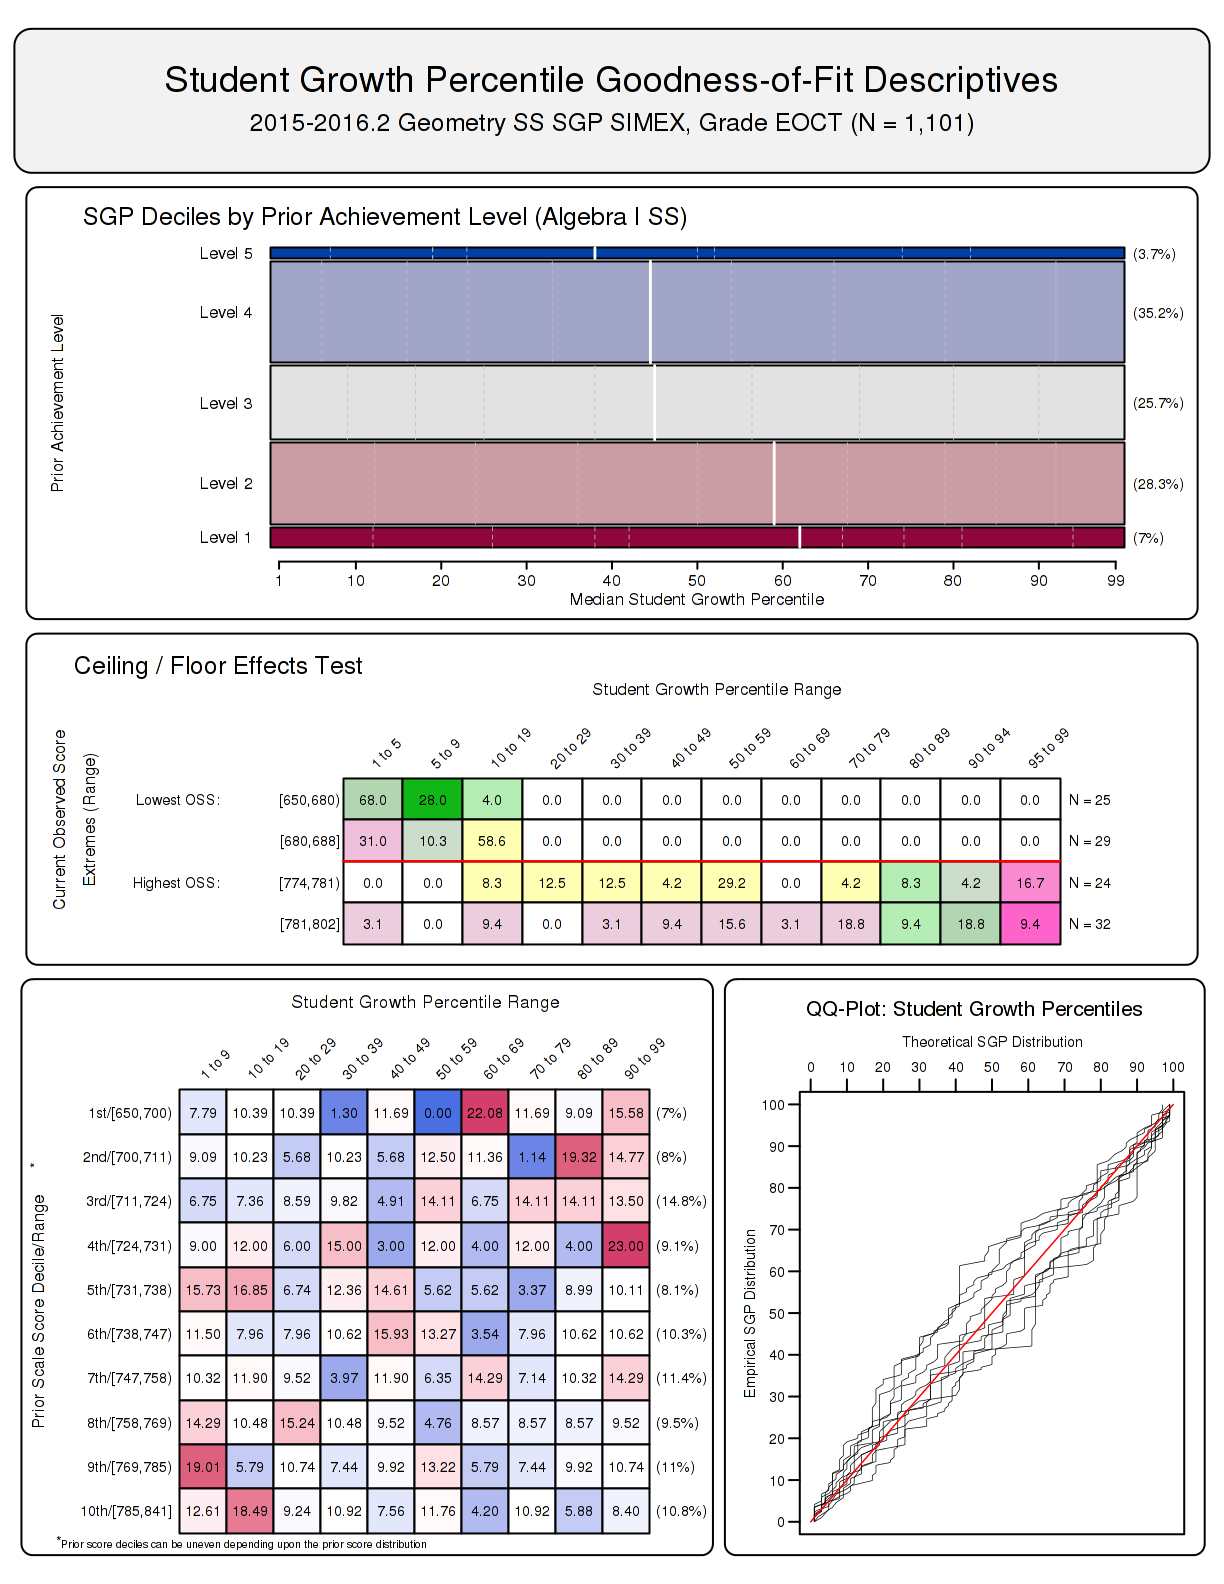 Student Growth Percentile Goodness-of-Fit Descriptives
2015-2016.2 Geometry SS SGP SIMEX, Grade EOCT (N = 1,101)
SGP Deciles by Prior Achievement Level (Algebra I SS)
Prior Achievement Level
Level 5 (3.7%)
Level 4 (35.2%)
Level 3 (25.7%)
Level 2 (28.3%)
Level 1 (7%)
1 10 20 30 40 50 60 70 80 90 99
Median Student Growth Percentile
Ceiling / Floor Effects Test
Student Growth Percentile Range
Current Observed Score
Extremes (Range)
1 to 5 5 to 9 10 to 19 20 to 29 30 to 39 40 to 49 50 to 59 60 to 69 70 to 79 80 to 89 90 to 94 95 to 99
Lowest OSS: [650,680) 68.0 28.0 4.0 0.0 0.0 0.0 0.0 0.0 0.0 0.0 0.0 0.0 N = 25
[680,688] 31.0 10.3 58.6 0.0 0.0 0.0 0.0 0.0 0.0 0.0 0.0 0.0 N = 29
Highest OSS: [774,781) 0.0 0.0 8.3 12.5 12.5 4.2 29.2 0.0 4.2 8.3 4.2 16.7 N = 24
[781,802] 3.1 0.0 9.4 0.0 3.1 9.4 15.6 3.1 18.8 9.4 18.8 9.4 N = 32
Student Growth Percentile Range
Prior Scale Score Decile/Range *
1 to 9 10 to 19 20 to 29 30 to 39 40 to 49 50 to 59 60 to 69 70 to 79 80 to 89 90 to 99
1st/[650,700) 7.79 10.39 10.39 1.30 11.69 0.00 22.08 11.69 9.09 15.58 (7%)
2nd/[700,711) 9.09 10.23 5.68 10.23 5.68 12.50 11.36 1.14 19.32 14.77 (8%)
3rd/[711,724) 6.75 7.36 8.59 9.82 4.91 14.11 6.75 14.11 14.11 13.50 (14.8%)
4th/[724,731) 9.00 12.00 6.00 15.00 3.00 12.00 4.00 12.00 4.00 23.00 (9.1%)
5th/[731,738) 15.73 16.85 6.74 12.36 14.61 5.62 5.62 3.37 8.99 10.11 (8.1%)
6th/[738,747) 11.50 7.96 7.96 10.62 15.93 13.27 3.54 7.96 10.62 10.62 (10.3%)
7th/[747,758) 10.32 11.90 9.52 3.97 11.90 6.35 14.29 7.14 10.32 14.29 (11.4%)
8th/[758,769) 14.29 10.48 15.24 10.48 9.52 4.76 8.57 8.57 8.57 9.52 (9.5%)
9th/[769,785) 19.01 5.79 10.74 7.44 9.92 13.22 5.79 7.44 9.92 10.74 (11%)
10th/[785,841] 12.61 18.49 9.24 10.92 7.56 11.76 4.20 10.92 5.88 8.40 (10.8%)
*Prior score deciles can be uneven depending upon the prior score distribution
QQ-Plot: Student Growth Percentiles
Theoretical SGP Distribution
0 10 20 30 40 50 60 70 80 90 100
Empirical SGP Distribution
100
90
80
70
60
50
40
30
20
10
0